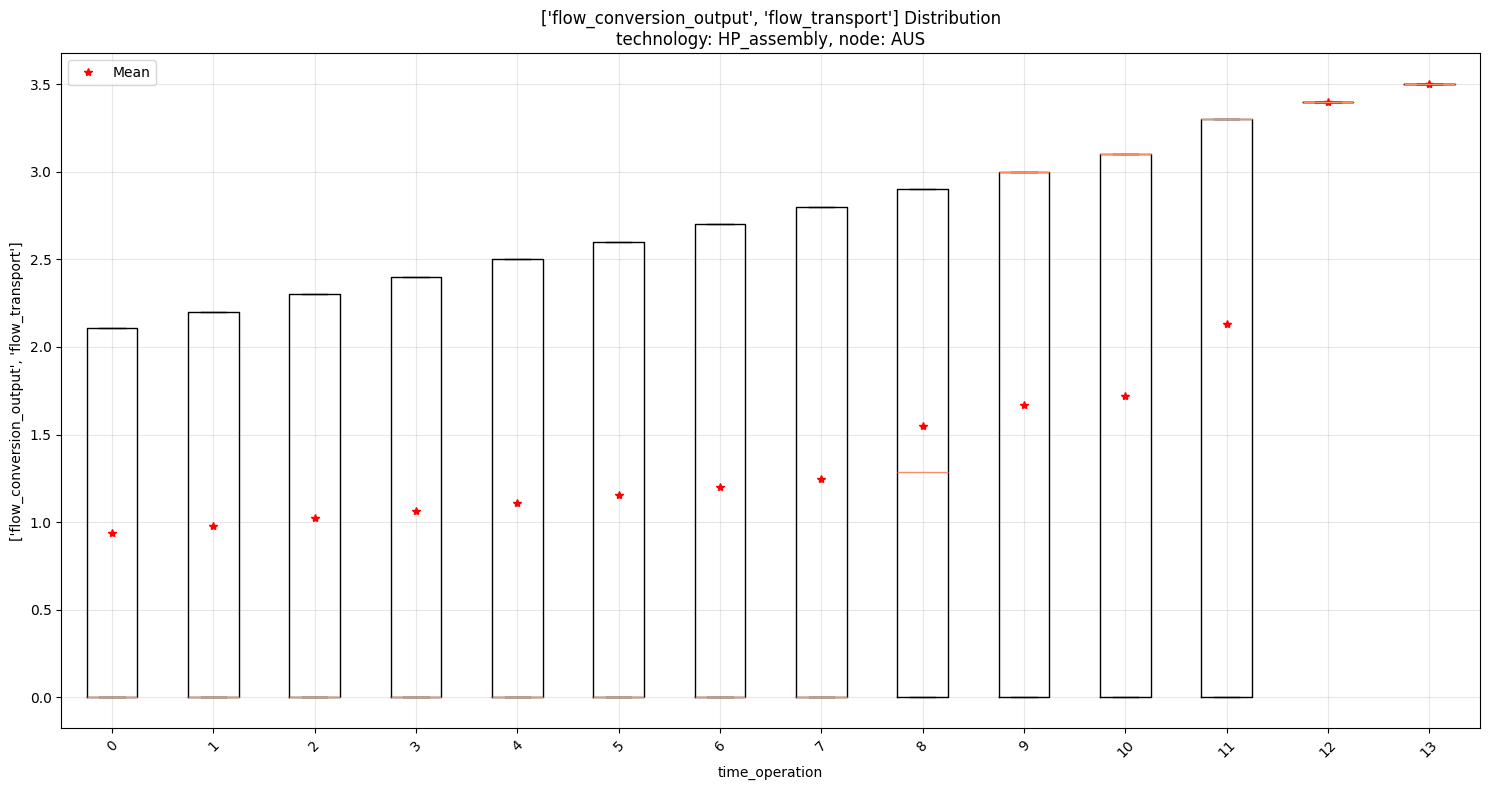 ['flow_conversion_output', 'flow_transport'] Distribution
technology: HP_assembly, node: AUS
Mean
['flow_conversion_output', 'flow_transport']
3.5
3.0
2.5
2.0
1.5
1.0
0.5
0.0
0 1 2 3 4 5 6 7 8 9 10 11 12 13
time_operation